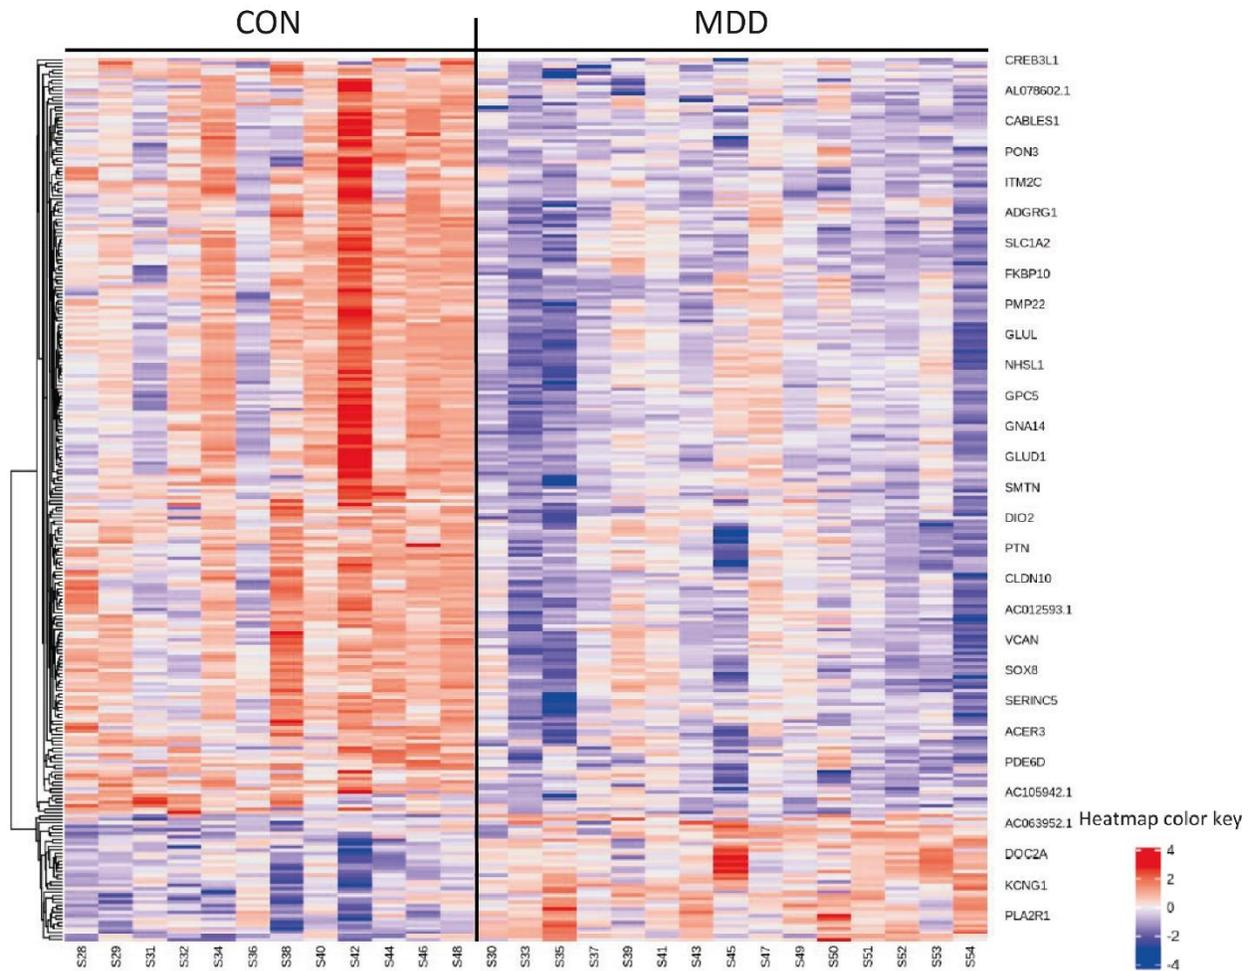 CON
MDD
CREB3L1
AL078602.1
CABLES1
PON3
ITM2C
ADGRG1
SLC1A2
FKBP10
PMP22
GLUL
NHSL1
GPC5
GNA14
GLUD1
SMTN
DIO2
PTN
CLDN10
AC012593.1
VCAN
SOX8
SERINC5
ACER3
PDE6D
AC105942.1
AC063952.1
DOC2A
KCNG1
PLA2R1
Heatmap color key
4
2
0
-2
-4
S28 S29 S31 S32 S34 S36 S38 S40 S42 S44 S46 S48 S30 S33 S35 S37 S39 S41 S43 S45 S47 S49 S50 S51 S52 S53 S54